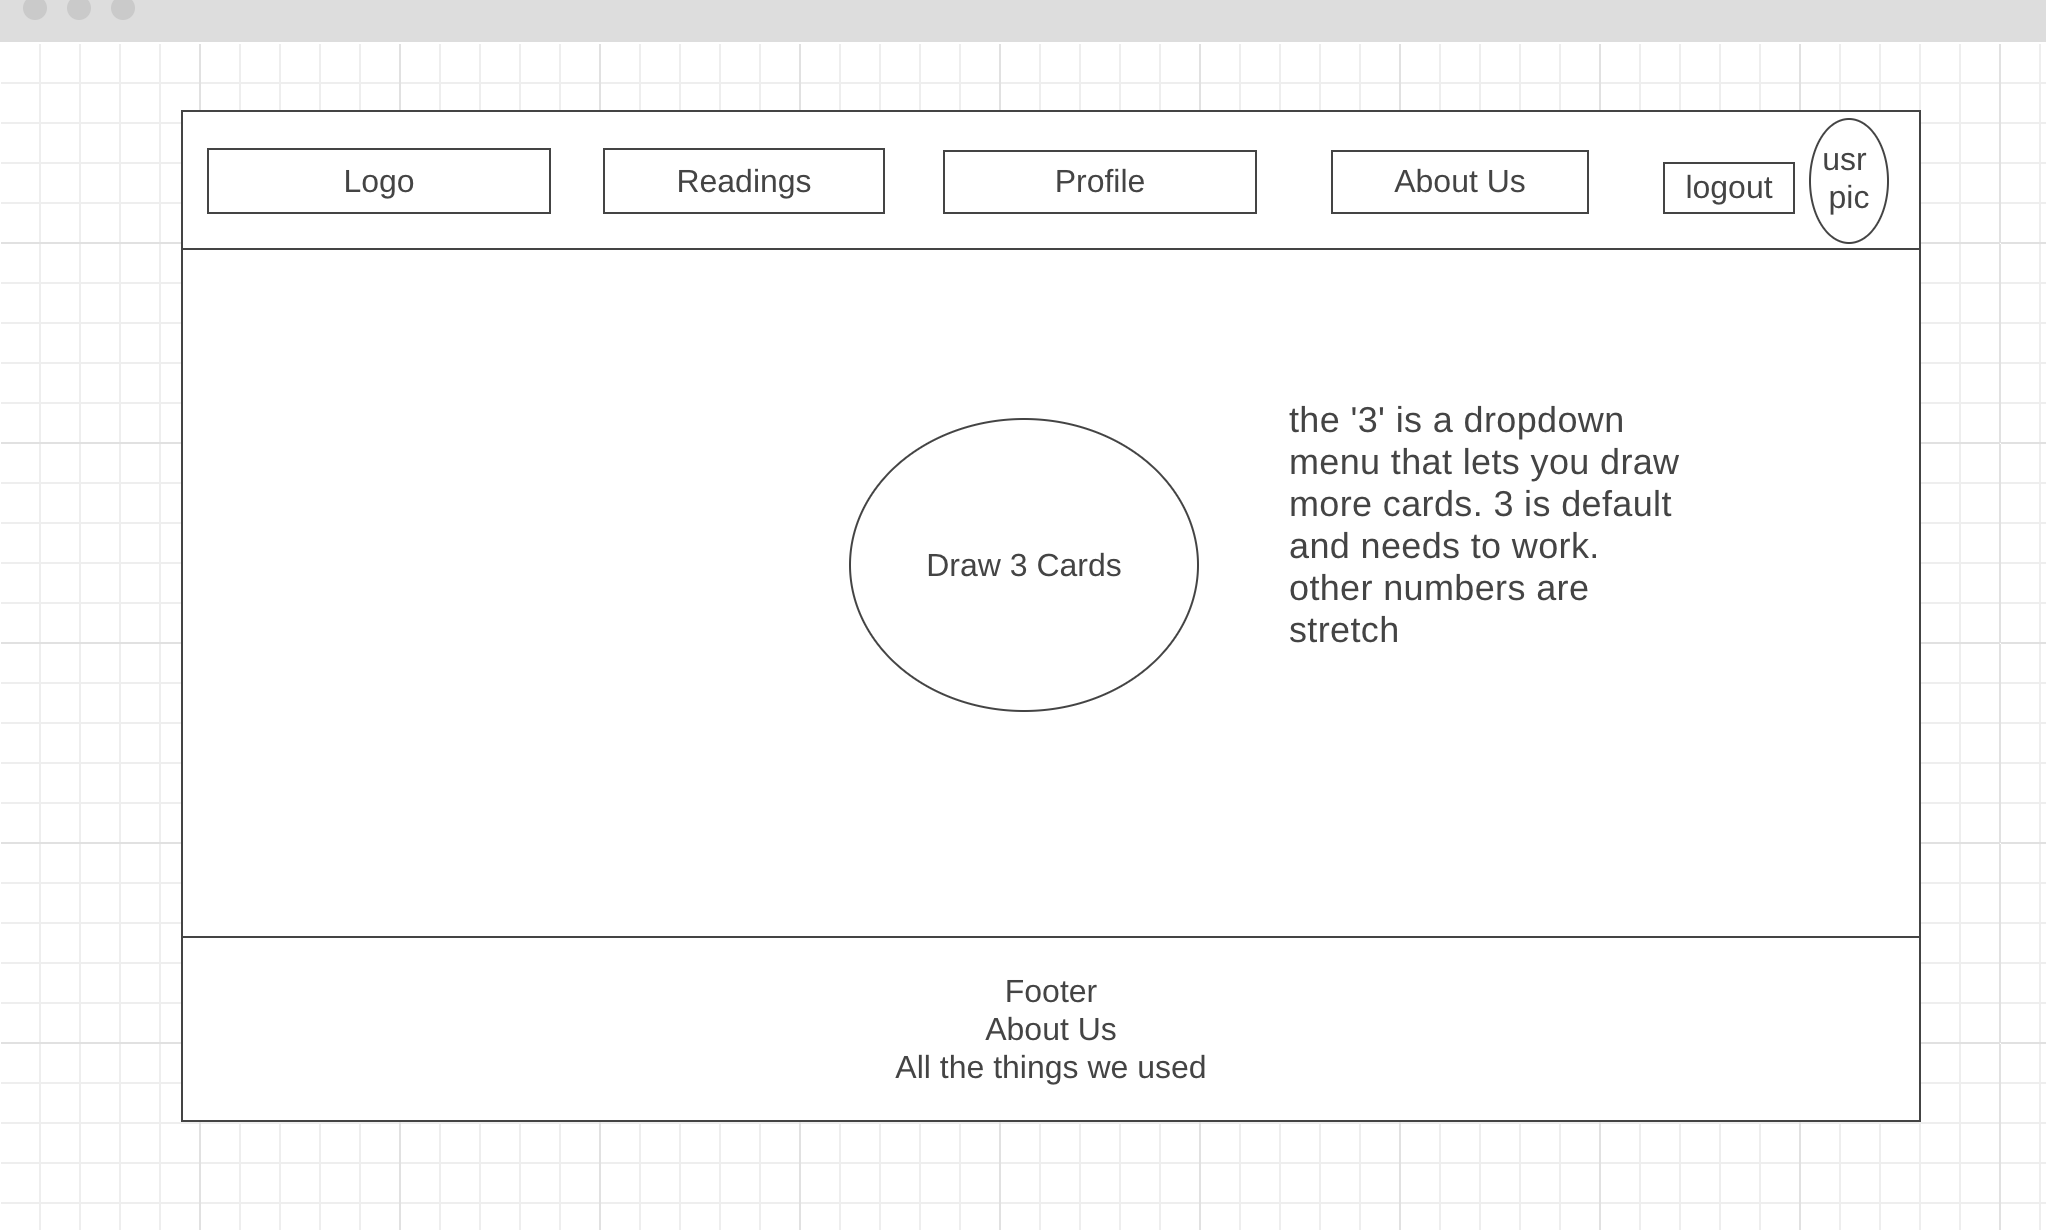 Logo
Readings
Profile
About Us
logout
usr
pic
Draw 3 Cards
the '3' is a dropdown
menu that lets you draw
more cards. 3 is default
and needs to work.
other numbers are
stretch
Footer
About Us
All the things we used